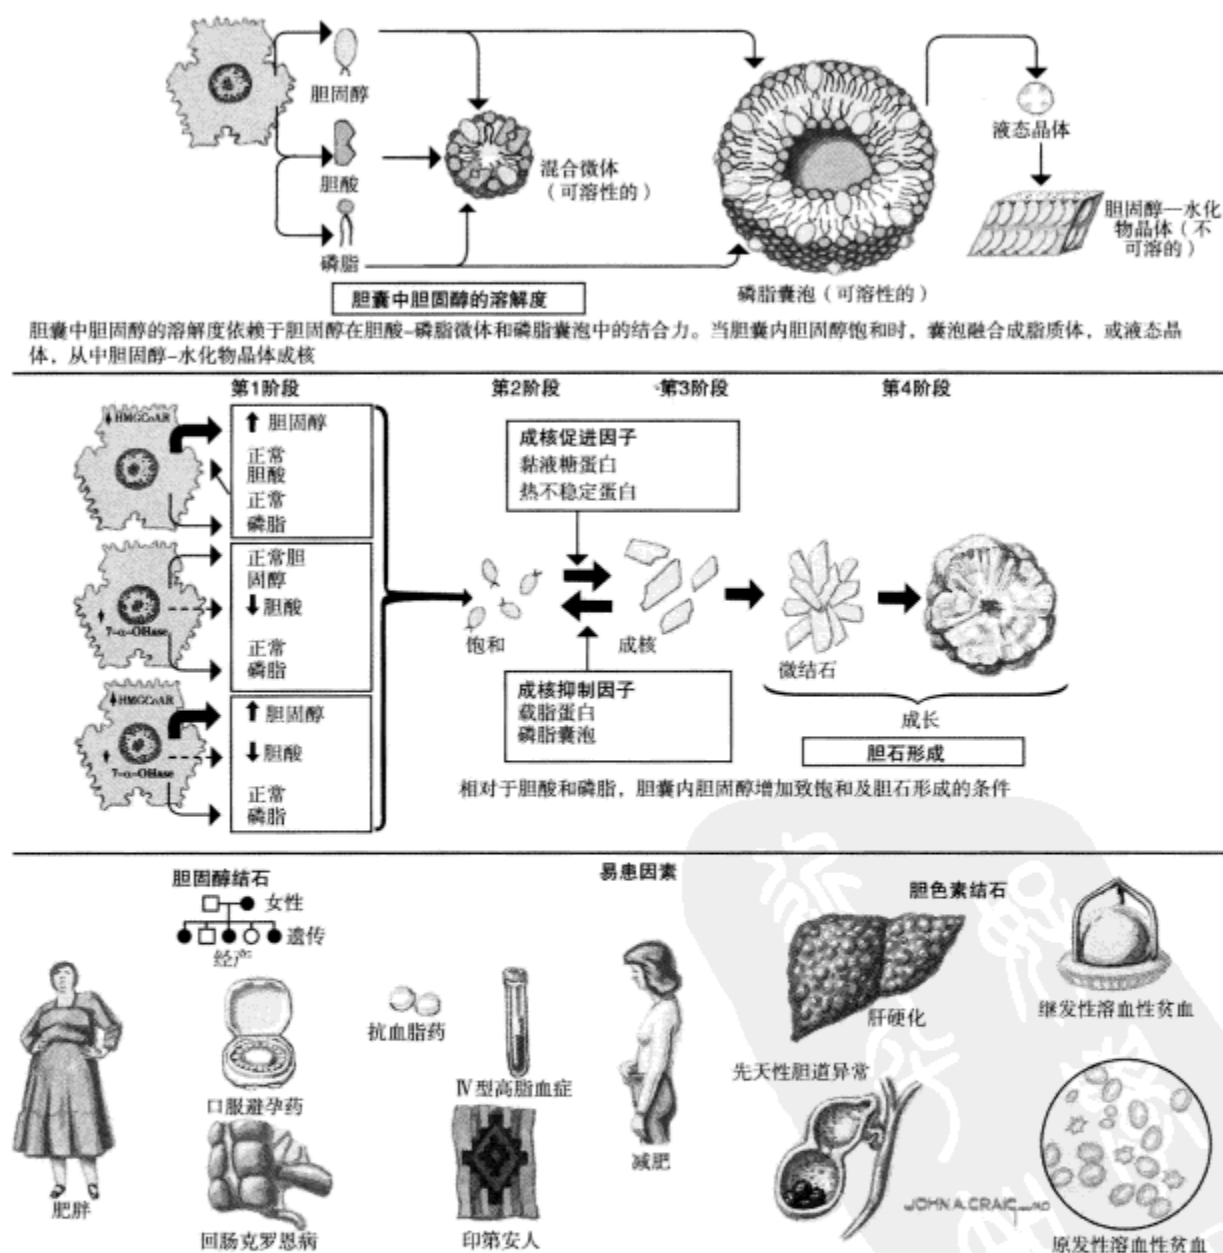 胆固醇
胆酸
磷脂
混合微体
（可溶性的）
磷脂囊泡（可溶性的）
液态晶体
胆固醇—水化
物晶体（不
可溶的）
胆囊中胆固醇的溶解度
胆囊中胆固醇的溶解度依赖于胆固醇在胆酸-磷脂微体和磷脂囊泡中的结合力。当胆囊内胆固醇饱和时，囊泡融合成脂质体，或液态晶
体，从中胆固醇-水化物晶体成核
第1阶段
第2阶段
第3阶段
第4阶段
HMGCoAR
胆固醇
正常
胆酸
正常
磷脂
7-α-OHase
正常胆
固醇
胆酸
正常
磷脂
HMGCoAR
7-α-OHase
胆固醇
胆酸
正常
磷脂
成核促进因子
黏液糖蛋白
热不稳定蛋白
饱和
成核
成核抑制因子
载脂蛋白
磷脂囊泡
微结石
成长
胆石形成
相对于胆酸和磷脂，胆囊内胆固醇增加致饱和及胆石形成的条件
易患因素
胆固醇结石
女性
遗传
经产
肥胖
口服避孕药
回肠克罗恩病
抗血脂药
Ⅳ型高脂血症
印第安人
减肥
胆色素结石
肝硬化
继发性溶血性贫血
先天性胆道异常
原发性溶血性贫血
JOHN A. CRAIG MD